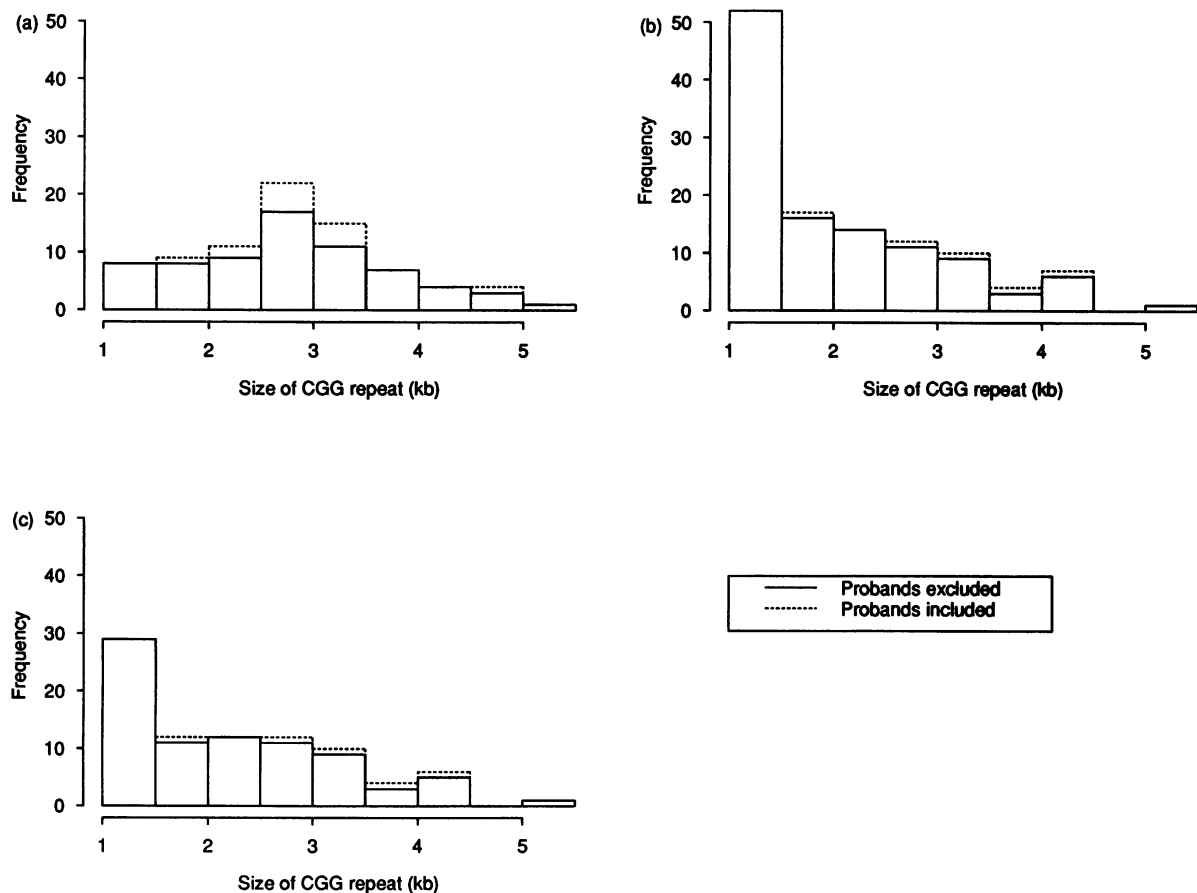 (a)
50
40
30
20
10
0
Frequency
1 2 3 4 5
Size of CGG repeat (kb)
(b)
50
40
30
20
10
0
Frequency
1 2 3 4 5
Size of CGG repeat (kb)
(c)
50
40
30
20
10
0
Frequency
1 2 3 4 5
Size of CGG repeat (kb)
Probands excluded
Probands included